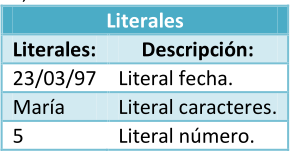 Literales
Literales: Descripción:
23/03/97 Literal fecha.
María Literal caracteres.
5 Literal número.